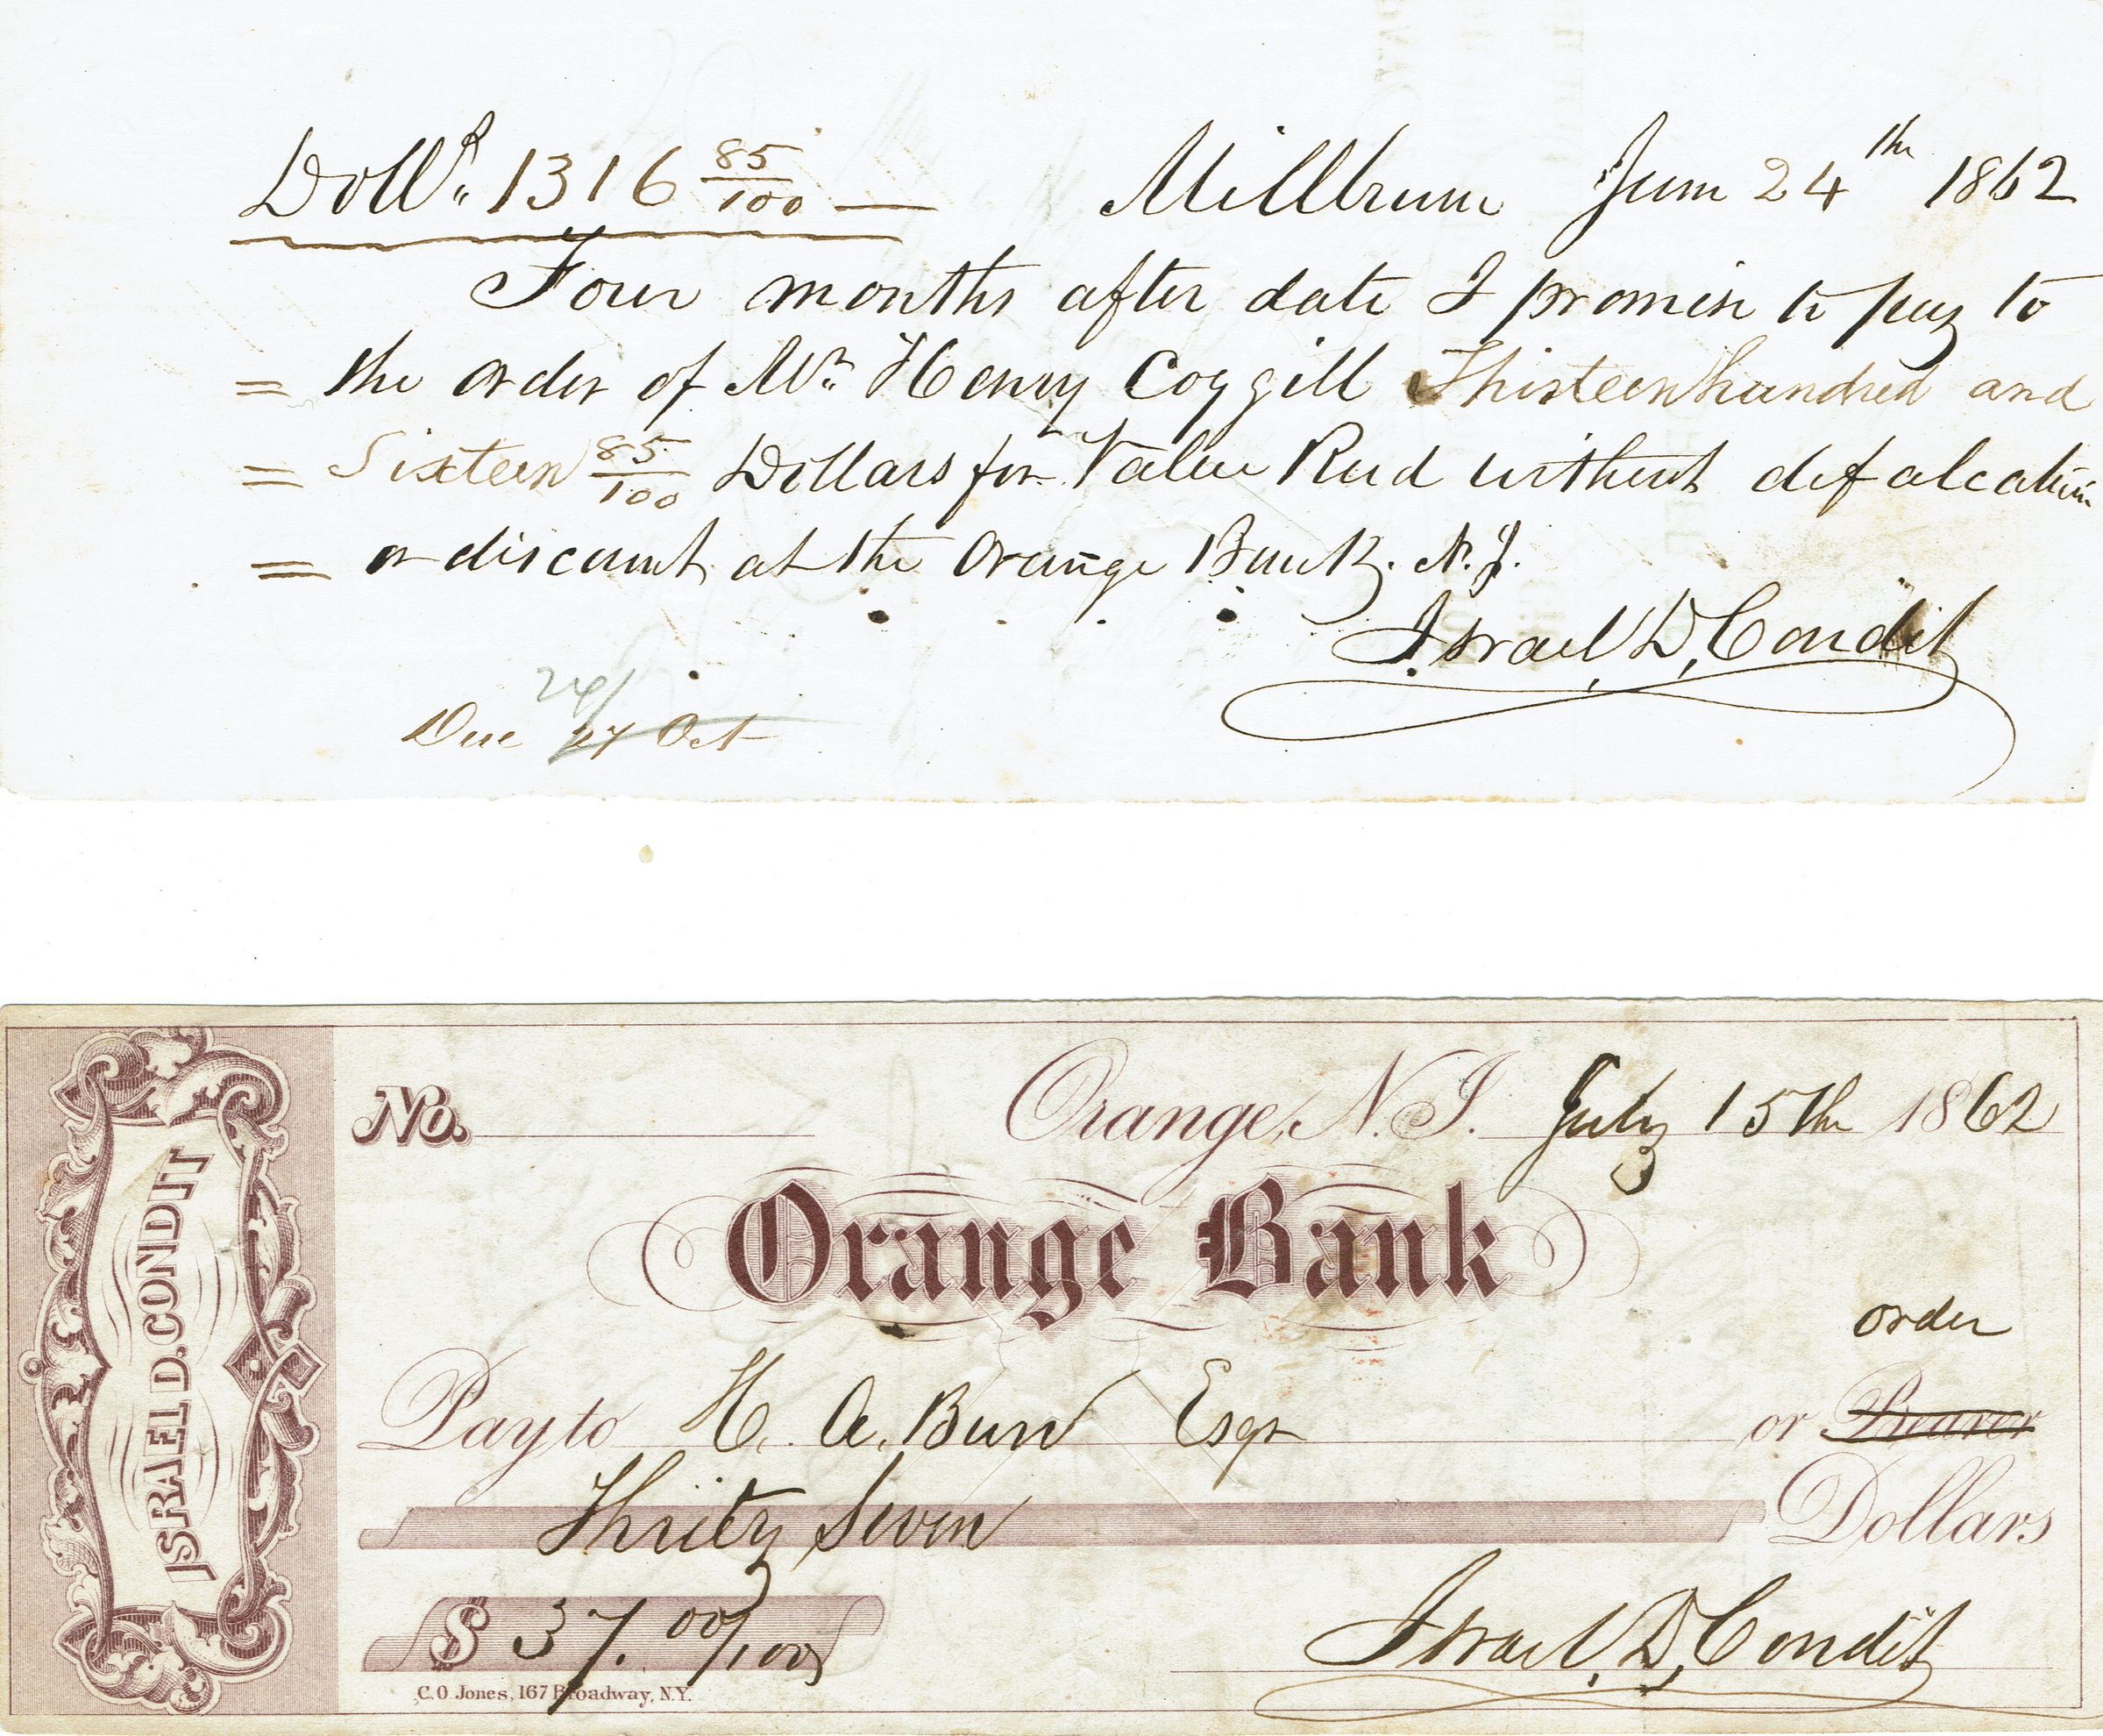 Dolls. 1316 85/100 — Millburn June 24th 1862
Four months after date I promise to pay to
= the order of Mr. Henry Coggill Thirteen hundred and
= Sixteen 85/100 Dollars for Value Recd without defalcation
= or discount at the Orange Bank. N.J.
Israel D. Condit
24/
Due 27 Oct
ISRAEL D. CONDIT
No. Orange, N.J. July 15th 1862
Orange Bank
order
Pay to H. A. Burr Esqr or Bearer
Thirty Seven Dollars
$ 37.00/100
Israel D. Condit
C.O Jones, 167 Broadway, N.Y.